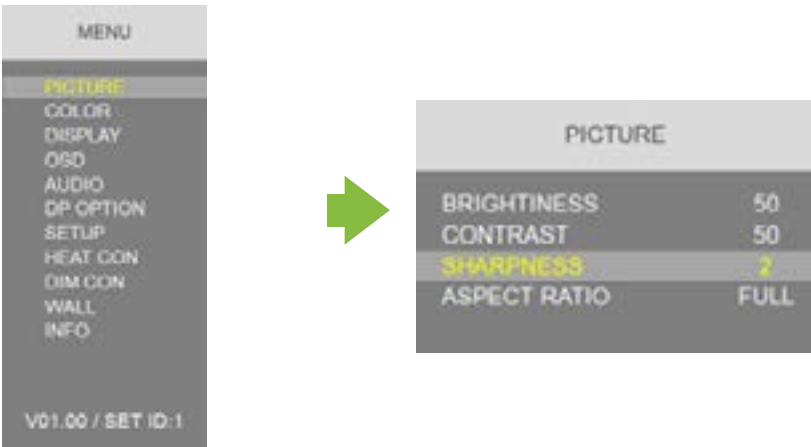 MENU
PICTURE
COLOR
DISPLAY
OSD
AUDIO
DP OPTION
SETUP
HEAT CON
DIM CON
WALL
INFO
V01.00 / SET ID:1
PICTURE
BRIGHTINESS 50
CONTRAST 50
SHARPNESS 2
ASPECT RATIO FULL